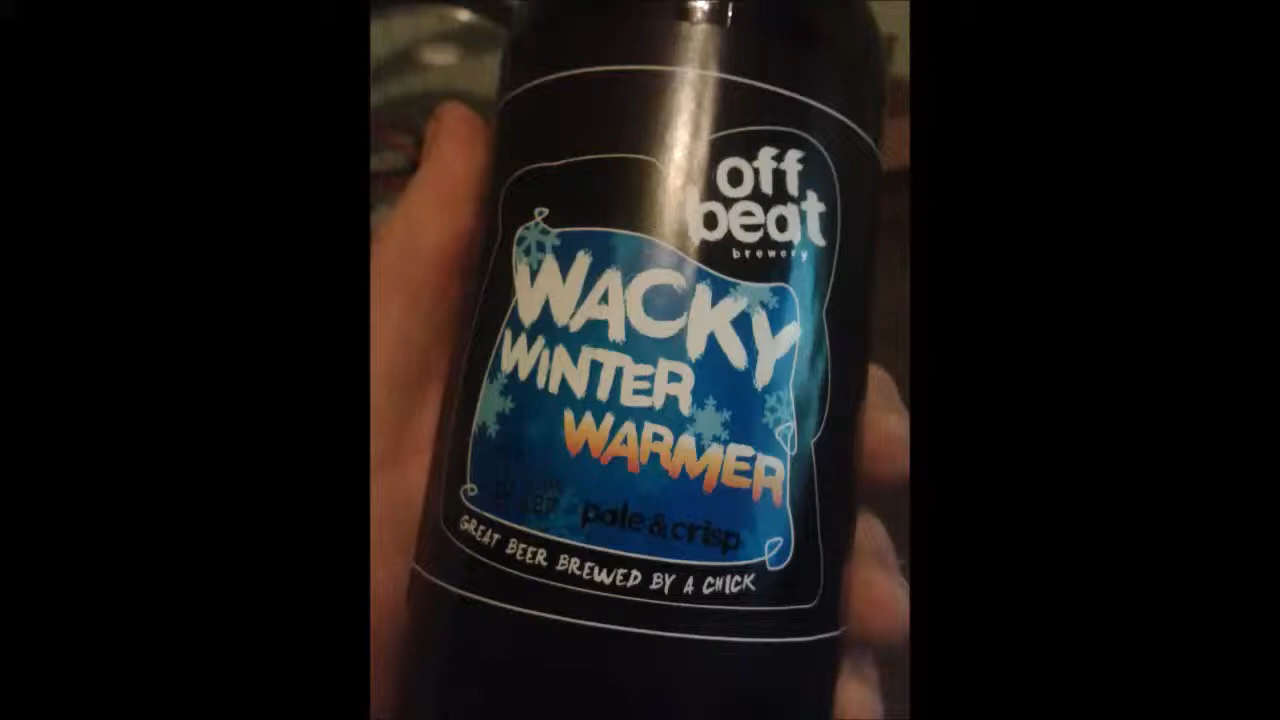 off
beat
brewery
WACKY
WINTER
WARMER
pale & crisp
GREAT BEER BREWED BY A CHICK